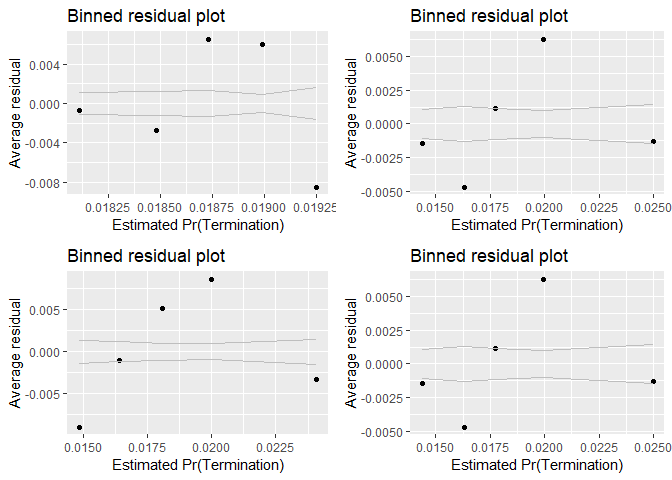 Binned residual plot
0.004
0.000
-0.004
-0.008
Average residual
0.01825 0.01850 0.01875 0.01900 0.01925
Estimated Pr(Termination)
Binned residual plot
0.0050
0.0025
0.0000
-0.0025
-0.0050
Average residual
0.0150 0.0175 0.0200 0.0225 0.0250
Estimated Pr(Termination)
Binned residual plot
0.005
0.000
-0.005
Average residual
0.0150 0.0175 0.0200 0.0225
Estimated Pr(Termination)
Binned residual plot
0.0050
0.0025
0.0000
-0.0025
-0.0050
Average residual
0.0150 0.0175 0.0200 0.0225 0.0250
Estimated Pr(Termination)